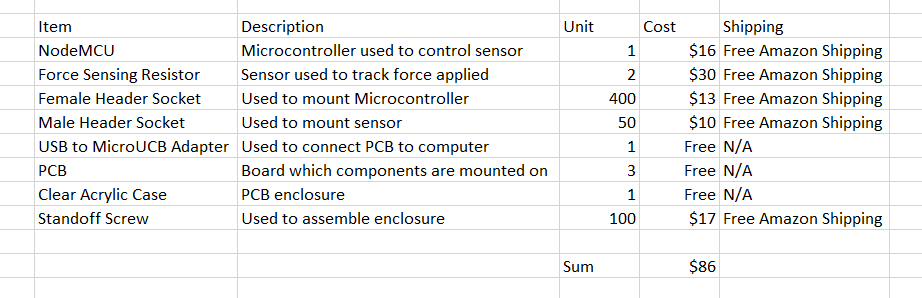 Item Description Unit Cost Shipping
NodeMCU Microcontroller used to control sensor 1 $16 Free Amazon Shipping
Force Sensing Resistor Sensor used to track force applied 2 $30 Free Amazon Shipping
Female Header Socket Used to mount Microcontroller 400 $13 Free Amazon Shipping
Male Header Socket Used to mount sensor 50 $10 Free Amazon Shipping
USB to MicroUCB Adapter Used to connect PCB to computer 1 Free N/A
PCB Board which components are mounted on 3 Free N/A
Clear Acrylic Case PCB enclosure 1 Free N/A
Standoff Screw Used to assemble enclosure 100 $17 Free Amazon Shipping
Sum $86